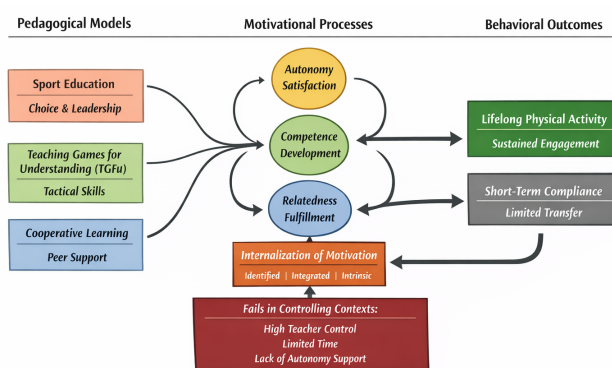 Pedagogical Models
Motivational Processes
Behavioral Outcomes
Sport Education
Choice & Leadership
Teaching Games for
Understanding (TGFu)
Tactical Skills
Cooperative Learning
Peer Support
Autonomy
Satisfaction
Competence
Development
Relatedness
Fulfillment
Internalization of Motivation
Identified | Integrated | Intrinsic
Fails in Controlling Contexts:
High Teacher Control
Limited Time
Lack of Autonomy Support
Lifelong Physical Activity
Sustained Engagement
Short-Term Compliance
Limited Transfer